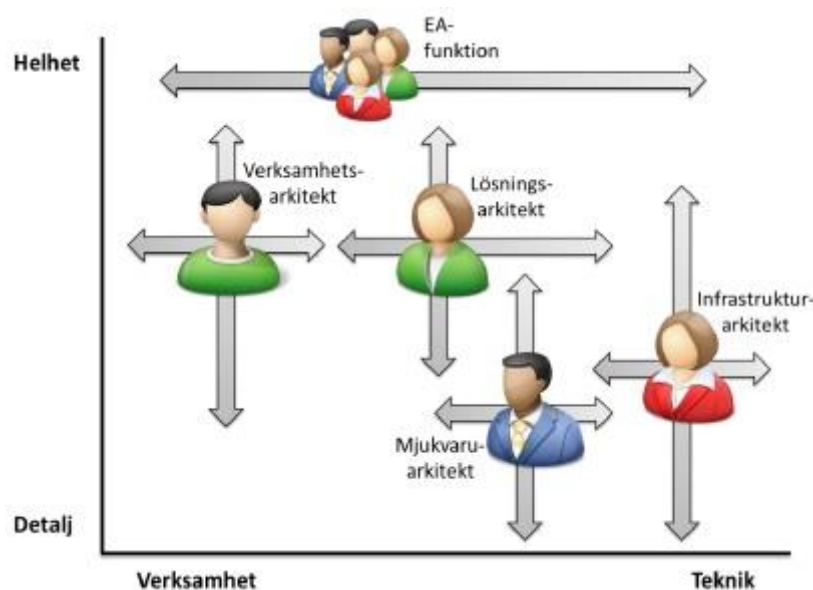 EA-
funktion
Helhet
Verksamhets-
arkitekt
Lösnings-
arkitekt
Infrastruktur-
arkitekt
Mjukvaru-
arkitekt
Detalj
Verksamhet
Teknik